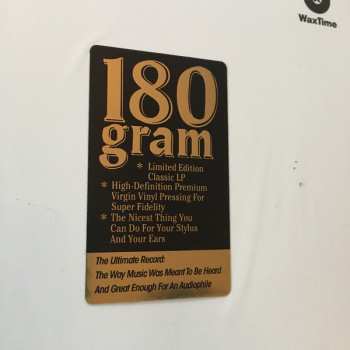 WaxTime
180
gram
* Limited Edition
Classic LP
* High-Definition Premium
Virgin Vinyl Pressing For
Super Fidelity
* The Nicest Thing You
Can Do For Your Stylus
And Your Ears
The Ultimate Record:
The Way Music Was Meant To Be Heard
And Great Enough For An Audiophile